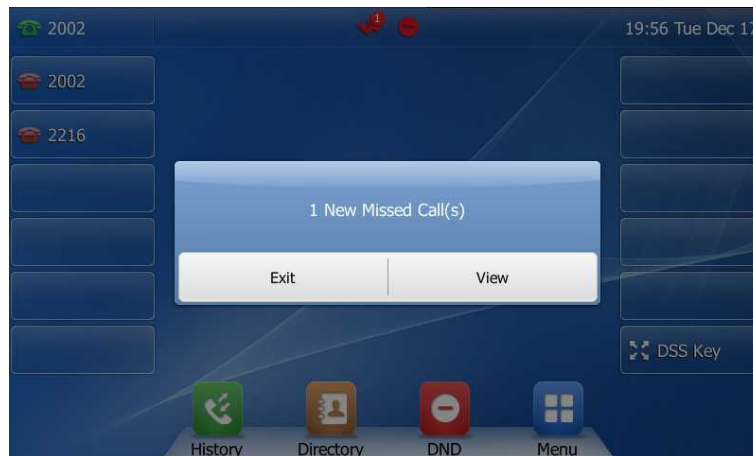 2002
1
19:56 Tue Dec 17
2002
2216
1 New Missed Call(s)
Exit
View
DSS Key
History
Directory
DND
Menu